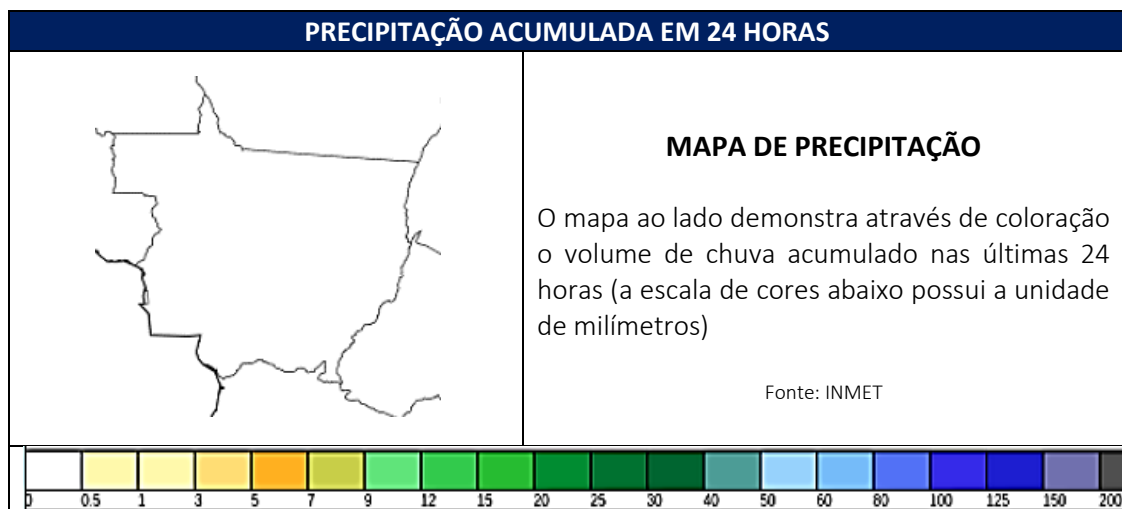 PRECIPITAÇÃO ACUMULADA EM 24 HORAS
MAPA DE PRECIPITAÇÃO
O mapa ao lado demonstra através de coloração
o volume de chuva acumulado nas últimas 24
horas (a escala de cores abaixo possui a unidade
de milímetros)
Fonte: INMET
0 0.5 1 3 5 7 9 12 15 20 25 30 40 50 60 80 100 125 150 200